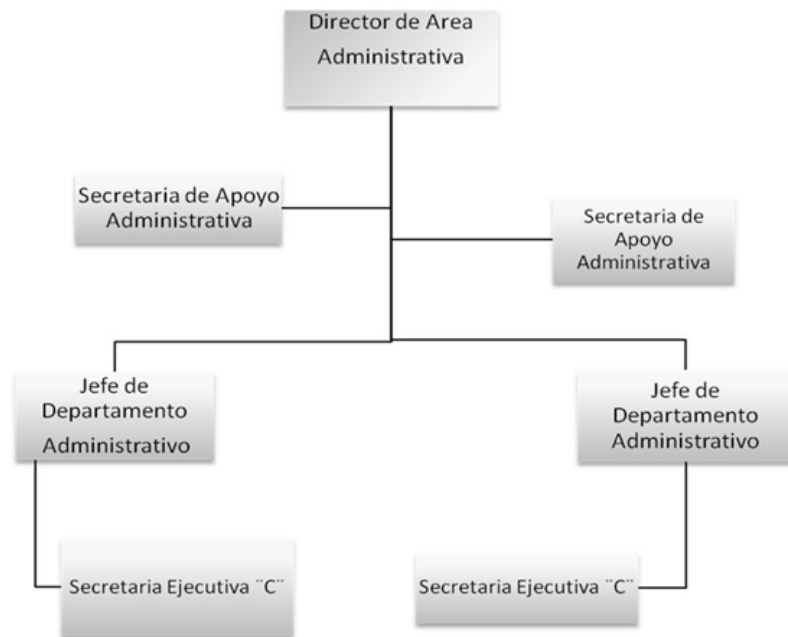 Director de Area
Administrativa
Secretaria de Apoyo
Administrativa
Secretaria de
Apoyo
Administrativa
Jefe de
Departamento
Administrativo
Jefe de
Departamento
Administrativo
Secretaria Ejecutiva ¨C¨
Secretaria Ejecutiva ¨C¨